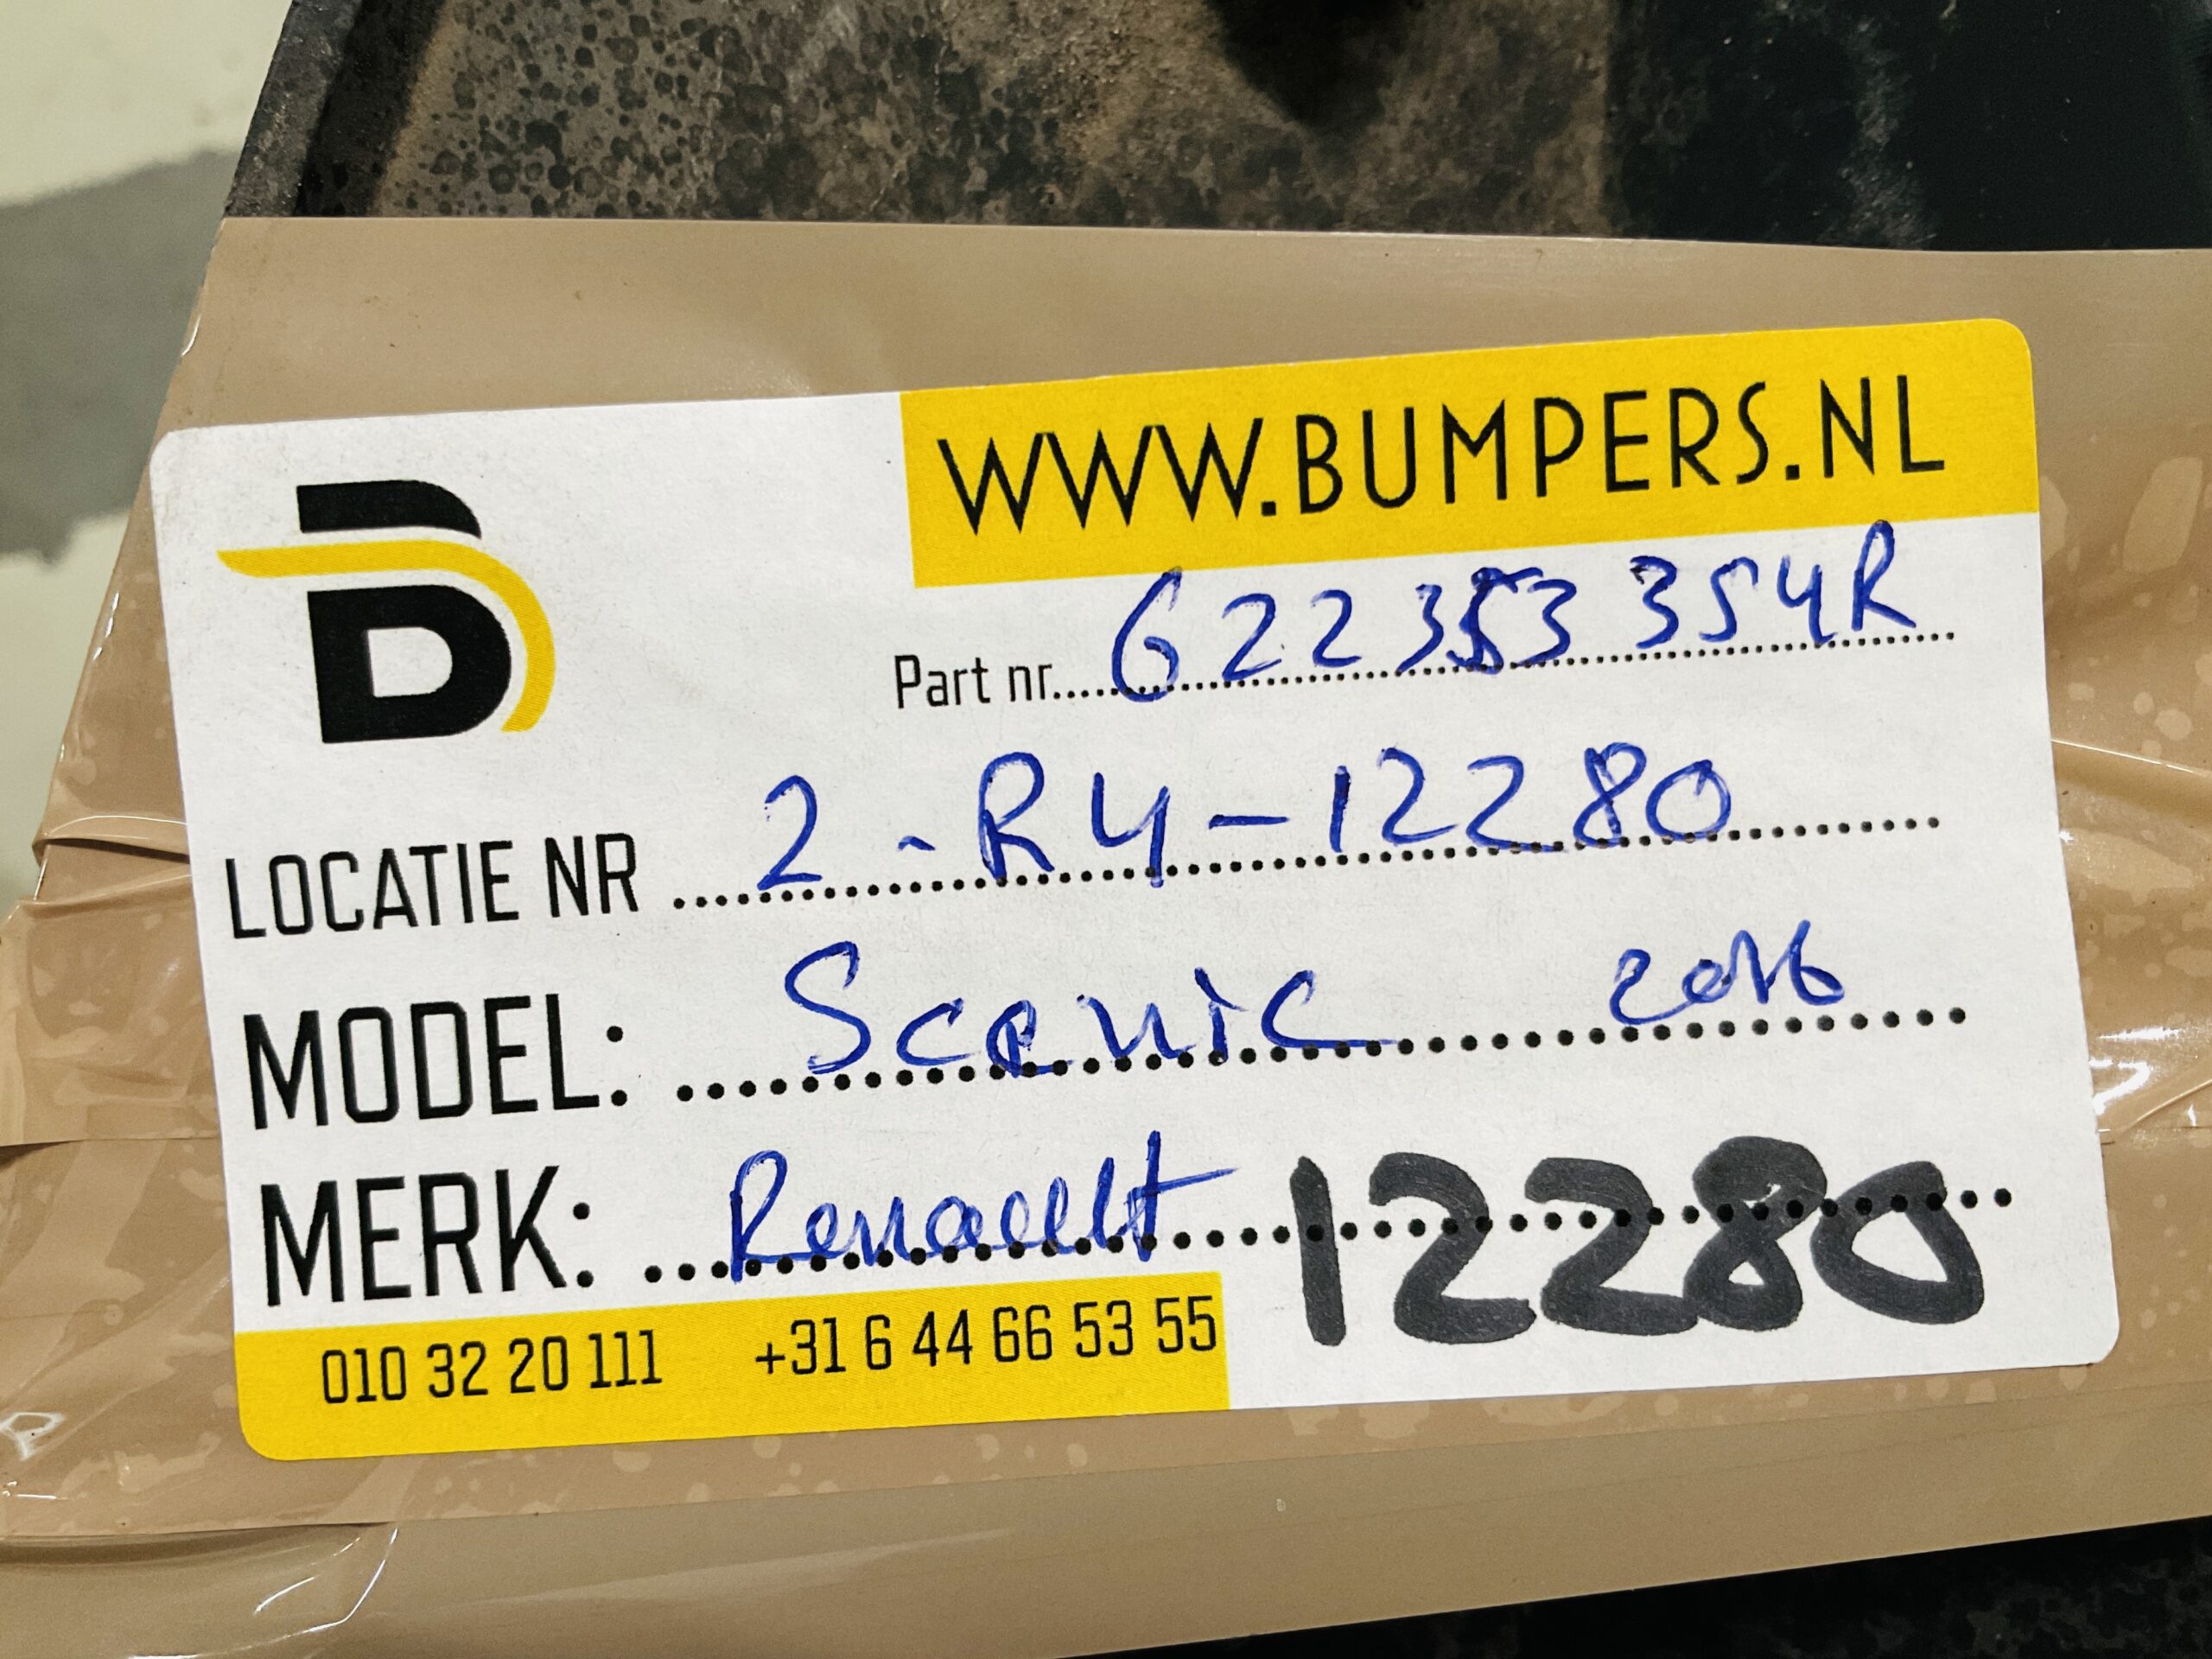 WWW.BUMPERS.NL
Part nr. 3354R
LOCATIE NR 2-R4-12280
MODEL: Scenic 2016
MERK: Renault 12280
010 32 20 111 +31 6 44 66 53 55